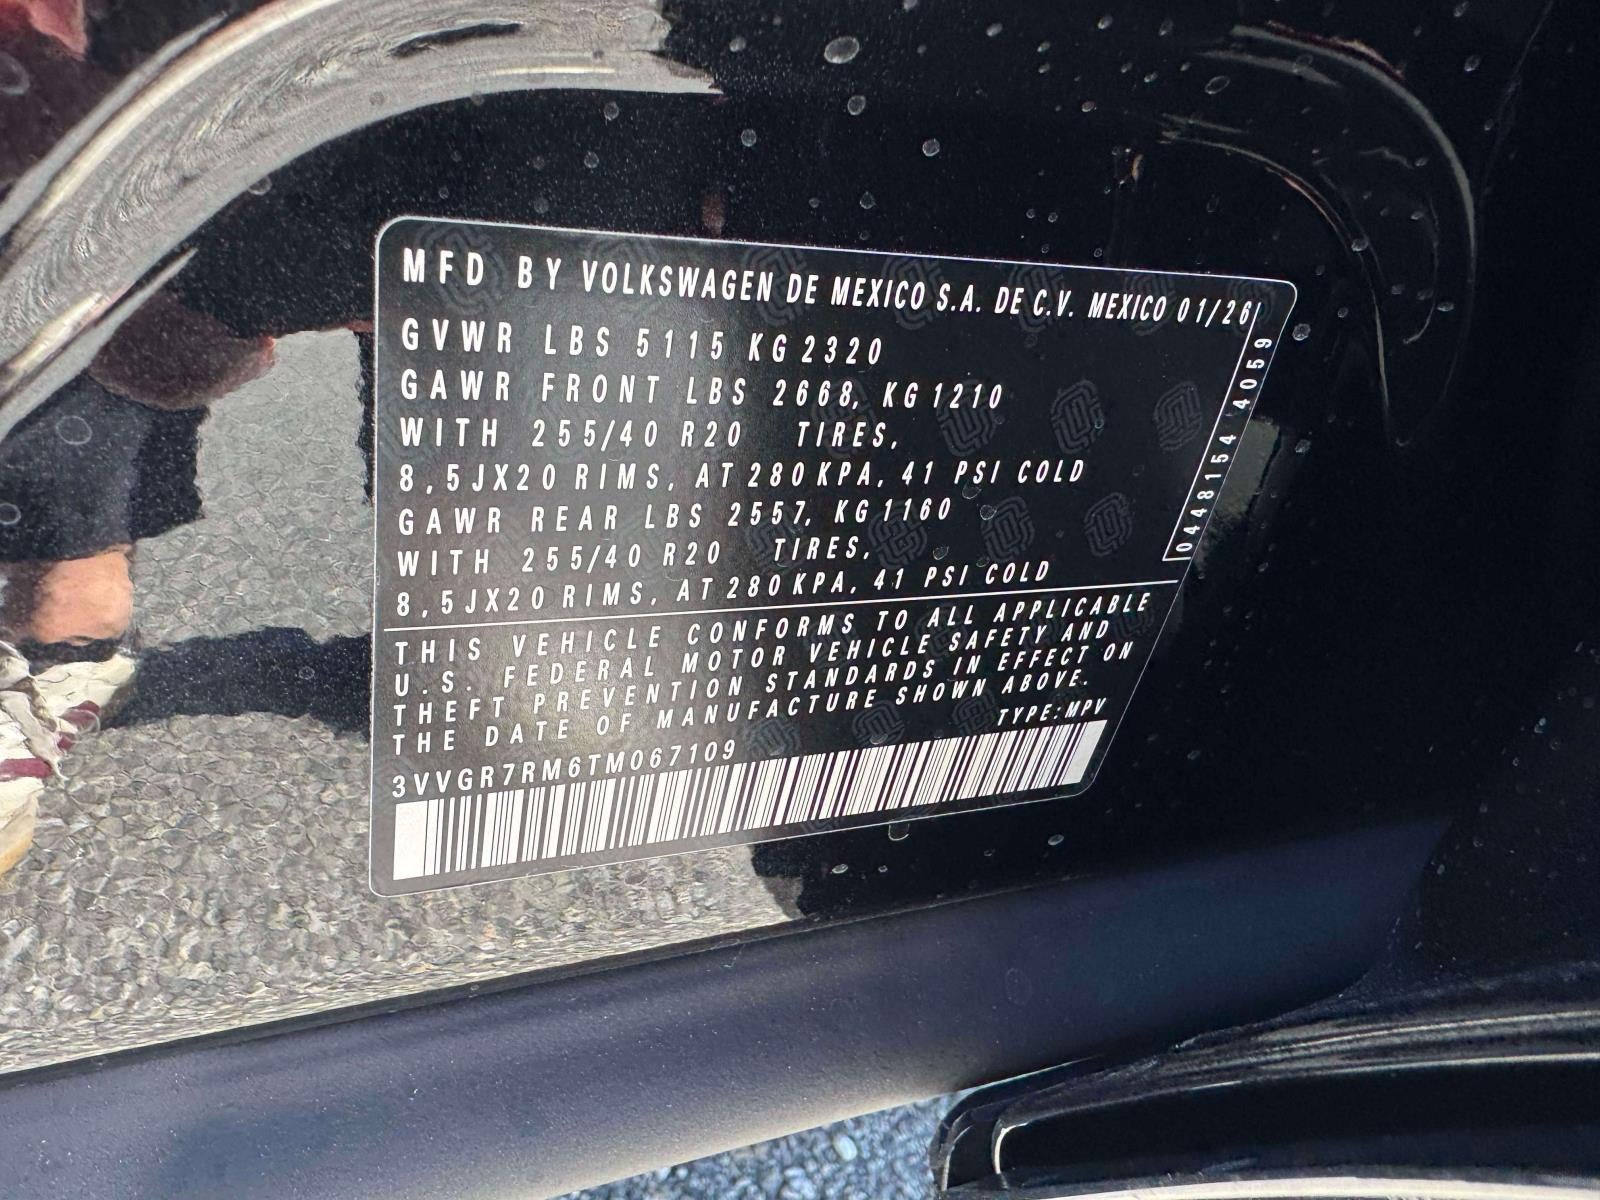 MFD BY VOLKSWAGEN DE MEXICO S.A. DE C.V. MEXICO 01/26
GVWR LBS 5115 KG 2320
GAWR FRONT LBS 2668, KG 1210
WITH 255/40 R20 TIRES,
8,5JX20 RIMS, AT 280 KPA, 41 PSI COLD
GAWR REAR LBS 2557, KG 1160
WITH 255/40 R20 TIRES,
8,5JX20 RIMS, AT 280 KPA, 41 PSI COLD
0448154 4059
THIS VEHICLE CONFORMS TO ALL APPLICABLE
U.S. FEDERAL MOTOR VEHICLE SAFETY AND
THEFT PREVENTION STANDARDS IN EFFECT ON
THE DATE OF MANUFACTURE SHOWN ABOVE.
TYPE:MPV
3VVGR7RM6TM067109